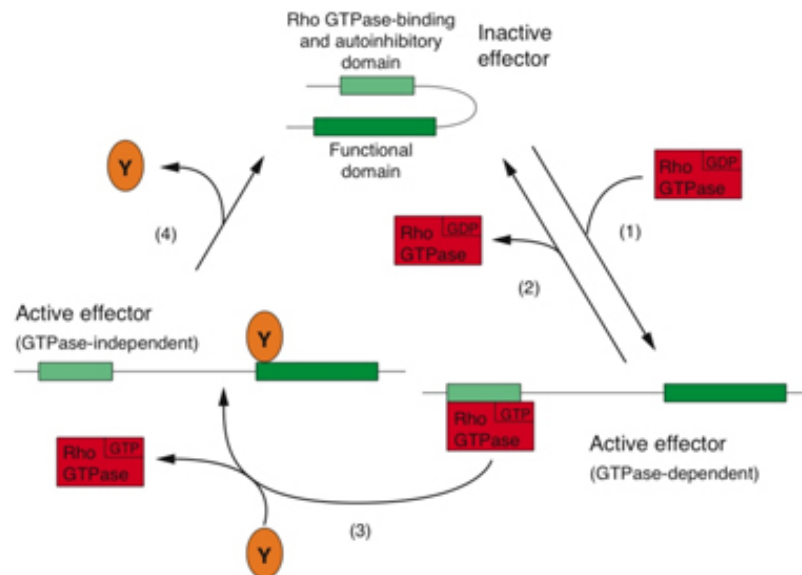 Rho GTPase-binding
and autoinhibitory
domain
Inactive
effector
Functional
domain
Y
Rho GDP
GTPase
(4)
Rho GDP
GTPase
(1)
(2)
Active effector
(GTPase-independent)
Y
Rho GTP
GTPase
Rho GTP
GTPase
Active effector
(GTPase-dependent)
(3)
Y